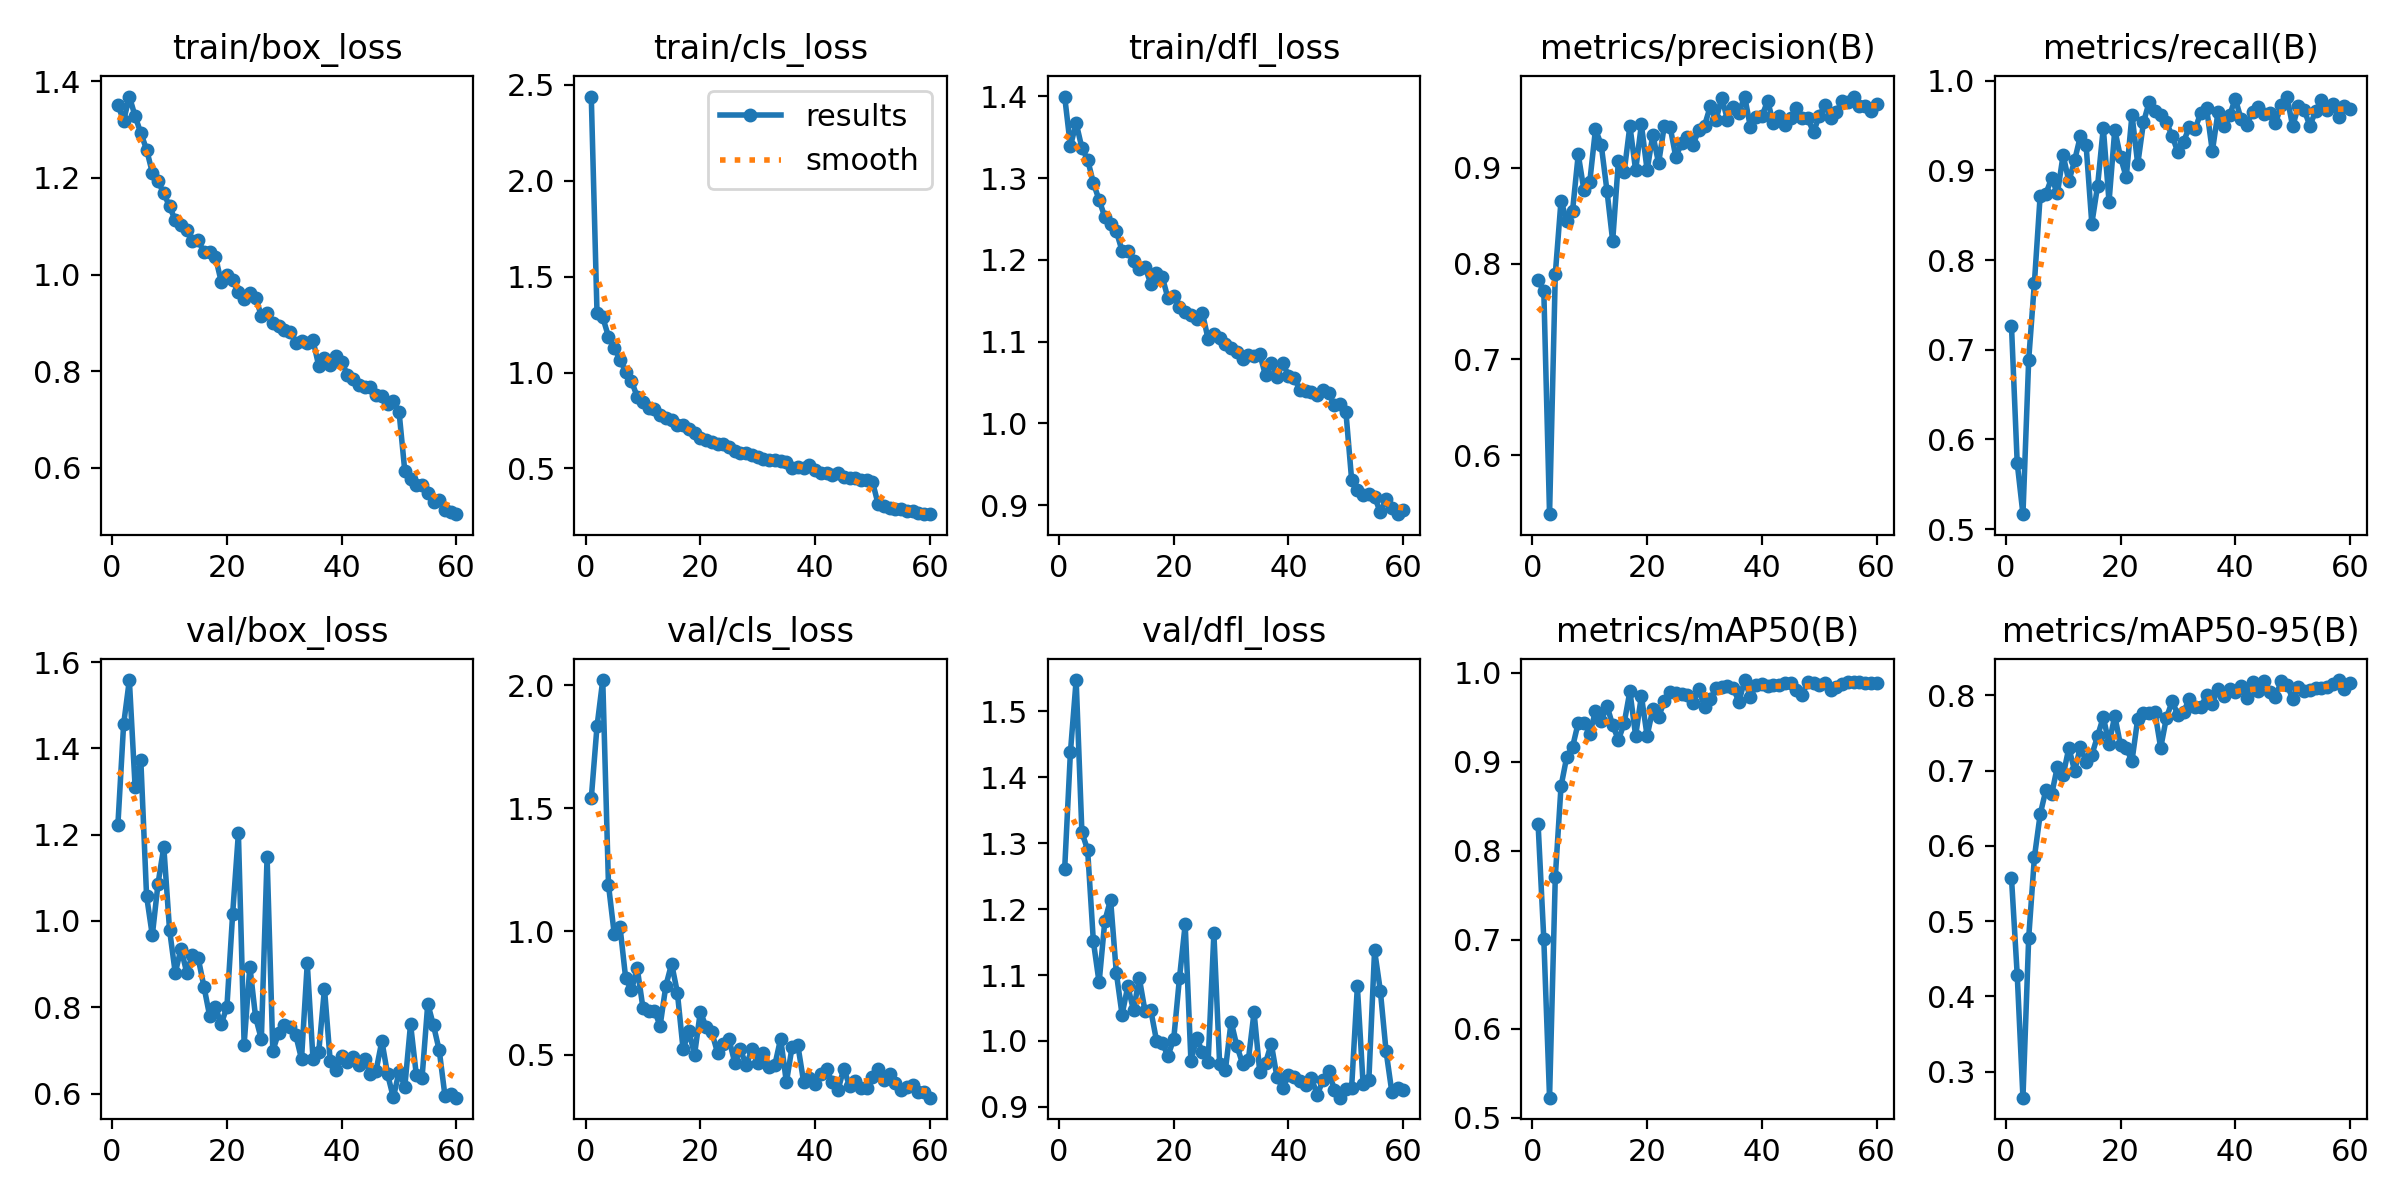 train/box_loss
1.4
1.2
1.0
0.8
0.6
0 20 40 60
train/cls_loss
results
smooth
2.5
2.0
1.5
1.0
0.5
0 20 40 60
train/dfl_loss
1.4
1.3
1.2
1.1
1.0
0.9
0 20 40 60
metrics/precision(B)
0.9
0.8
0.7
0.6
0 20 40 60
metrics/recall(B)
1.0
0.9
0.8
0.7
0.6
0.5
0 20 40 60
val/box_loss
1.6
1.4
1.2
1.0
0.8
0.6
0 20 40 60
val/cls_loss
2.0
1.5
1.0
0.5
0 20 40 60
val/dfl_loss
1.5
1.4
1.3
1.2
1.1
1.0
0.9
0 20 40 60
metrics/mAP50(B)
1.0
0.9
0.8
0.7
0.6
0.5
0 20 40 60
metrics/mAP50-95(B)
0.8
0.7
0.6
0.5
0.4
0.3
0 20 40 60